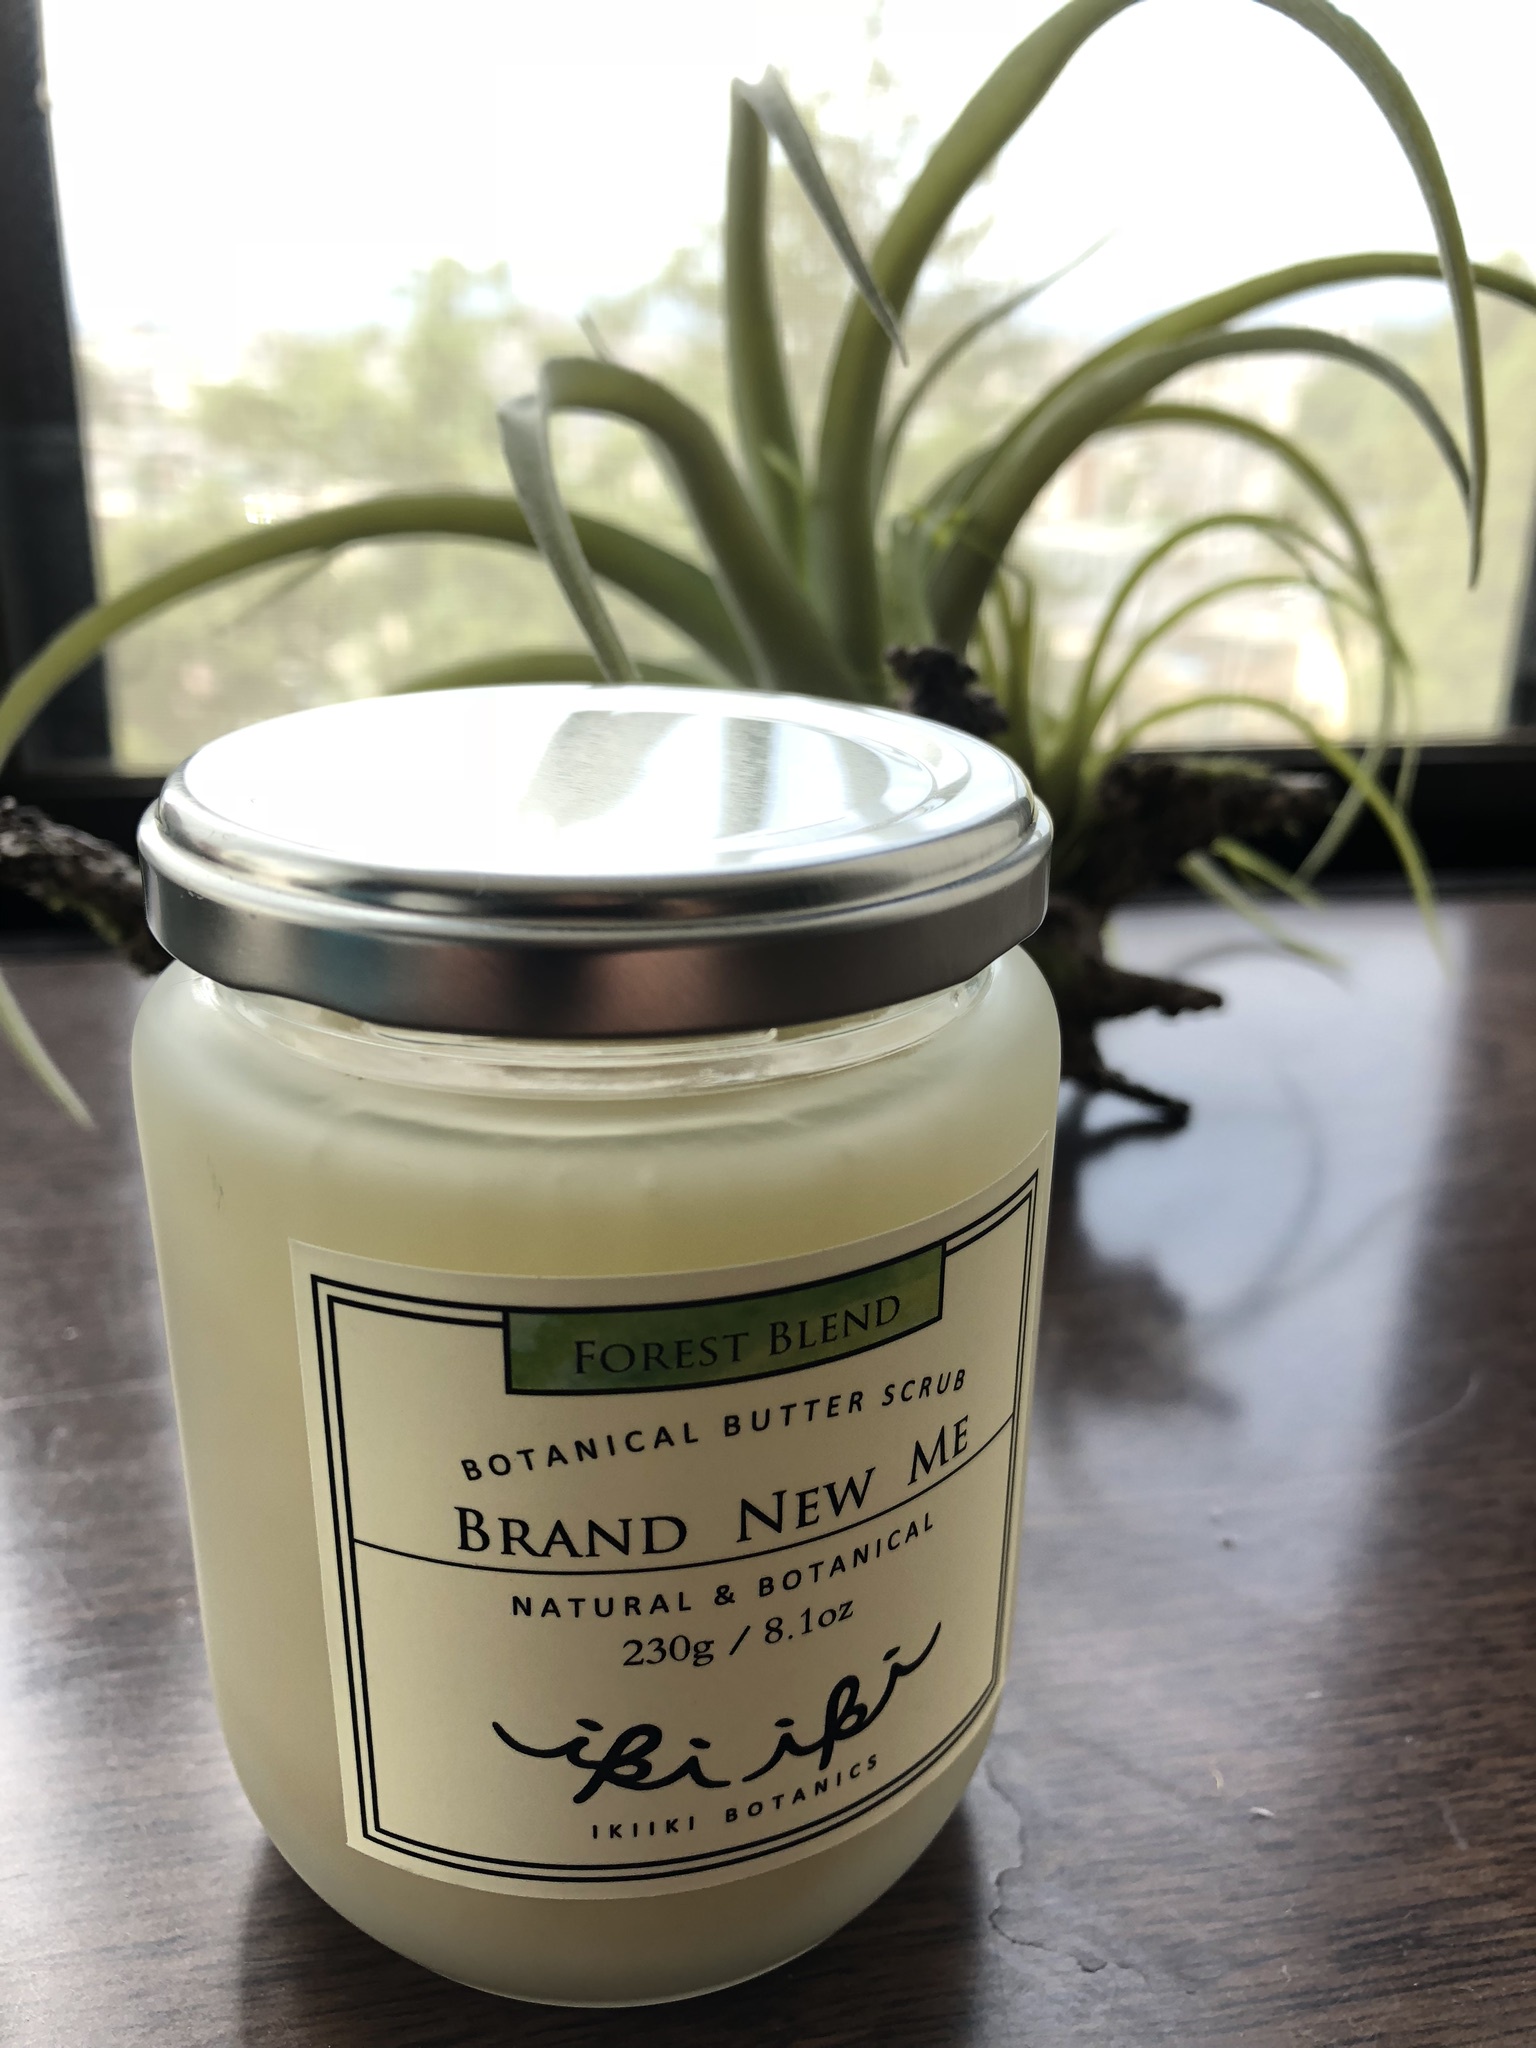 FOREST BLEND
BOTANICAL BUTTER SCRUB
BRAND NEW ME
NATURAL & BOTANICAL
230g / 8.1oz
iki iki
IKIIKI BOTANICS